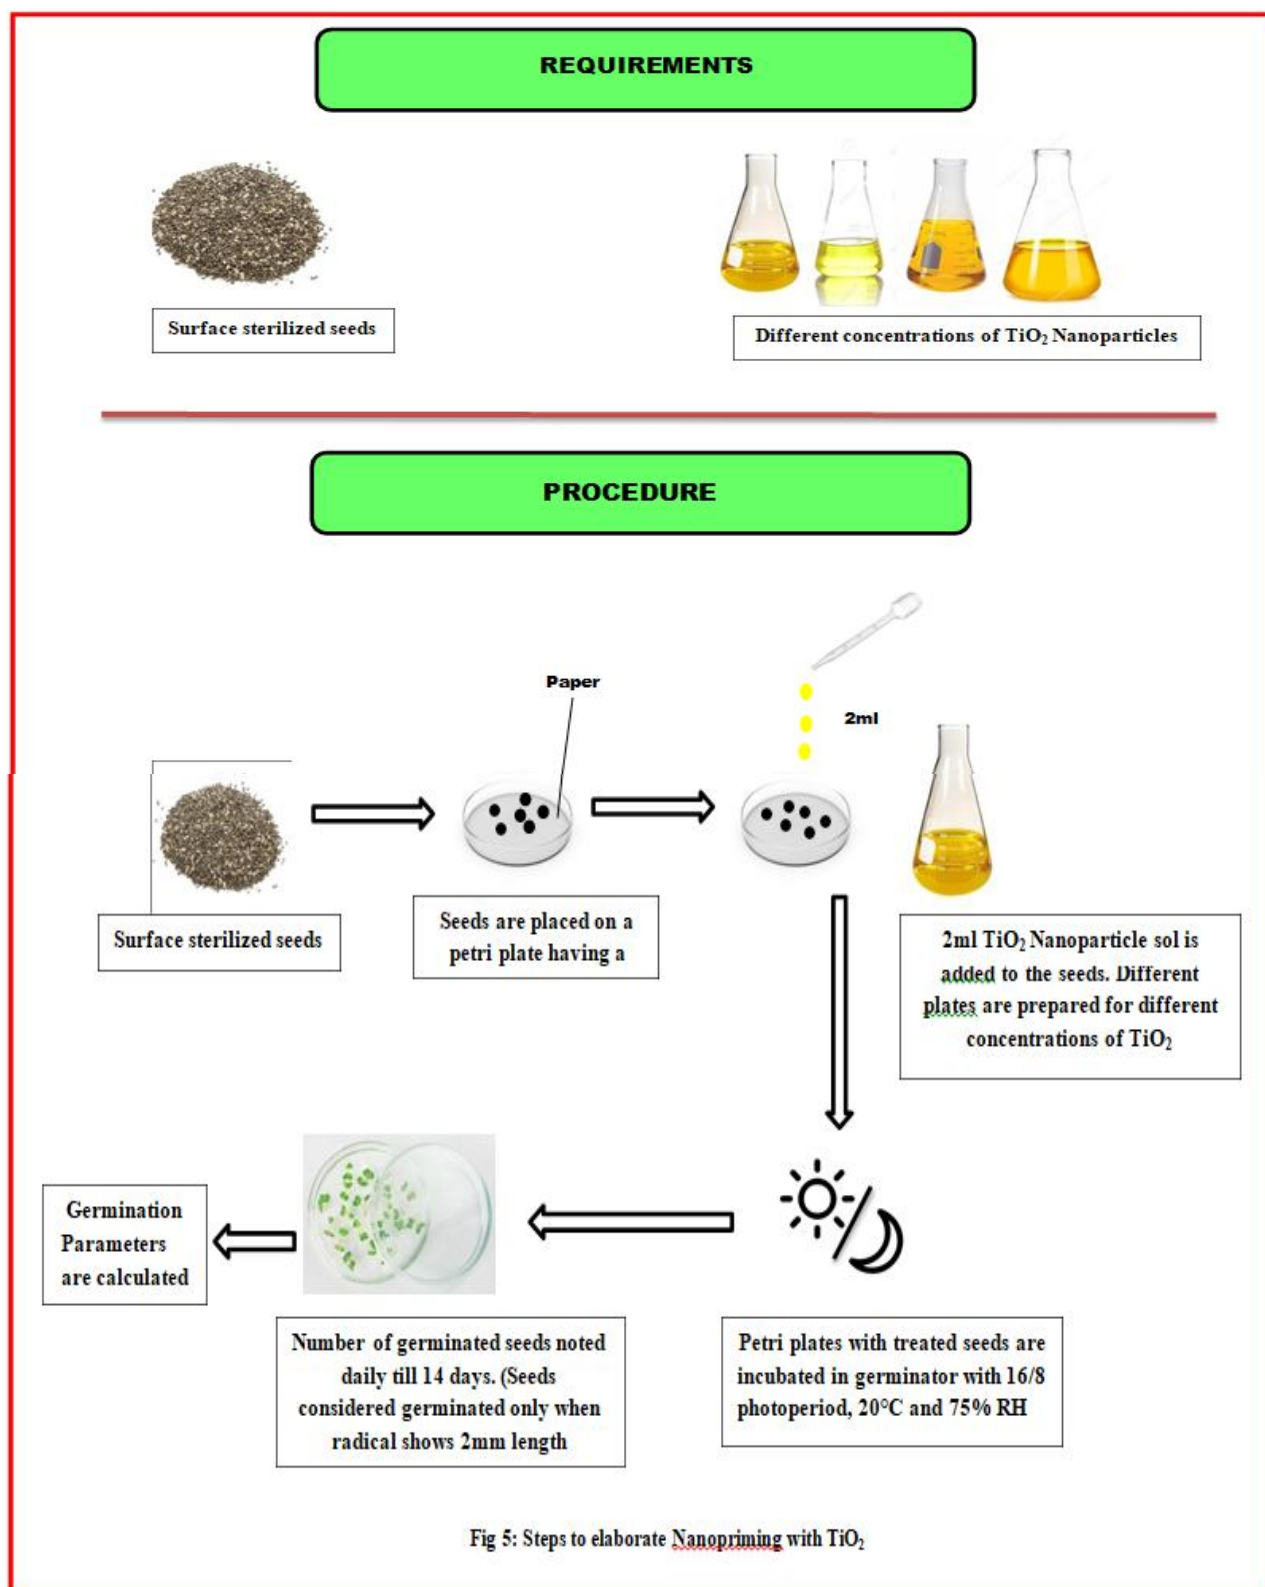 REQUIREMENTS
Surface sterilized seeds
Different concentrations of TiO₂ Nanoparticles
PROCEDURE
Paper
2ml
Surface sterilized seeds
Seeds are placed on a
petri plate having a
2ml TiO₂ Nanoparticle sol is
added to the seeds. Different
plates are prepared for different
concentrations of TiO₂
Germination
Parameters
are calculated
Number of germinated seeds noted
daily till 14 days. (Seeds
considered germinated only when
radical shows 2mm length
Petri plates with treated seeds are
incubated in germinator with 16/8
photoperiod, 20°C and 75% RH
Fig 5: Steps to elaborate Nanopriming with TiO₂